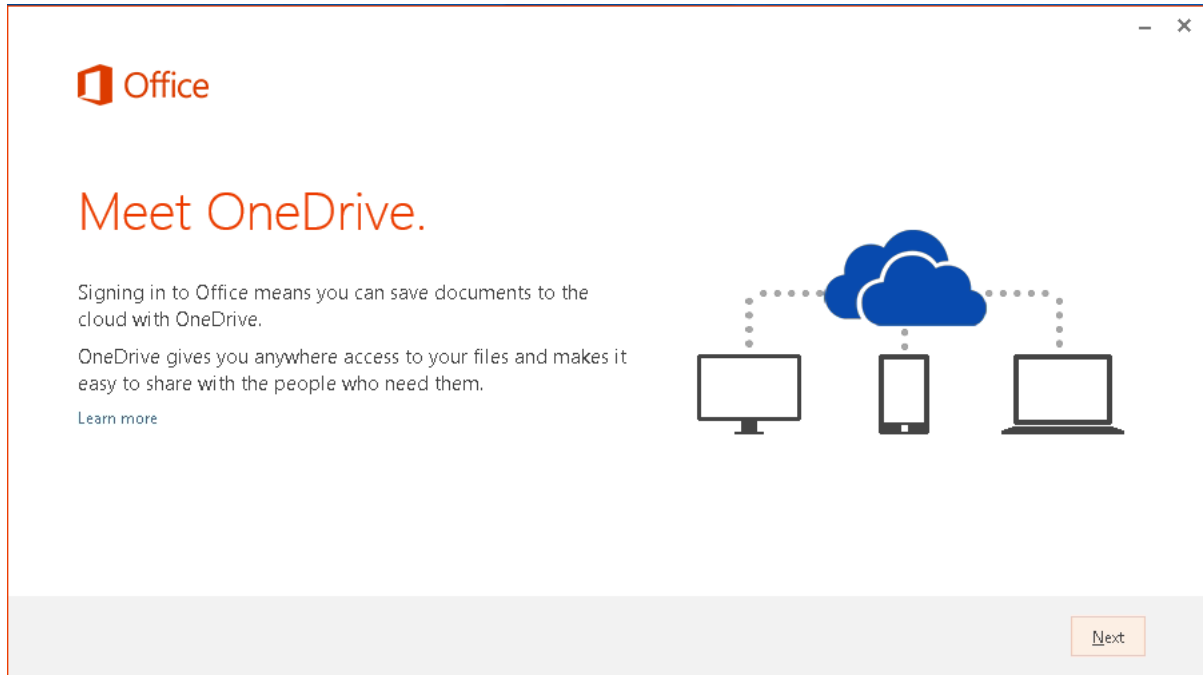 Office
Meet OneDrive.
Signing in to Office means you can save documents to the
cloud with OneDrive.
OneDrive gives you anywhere access to your files and makes it
easy to share with the people who need them.
Learn more
Next